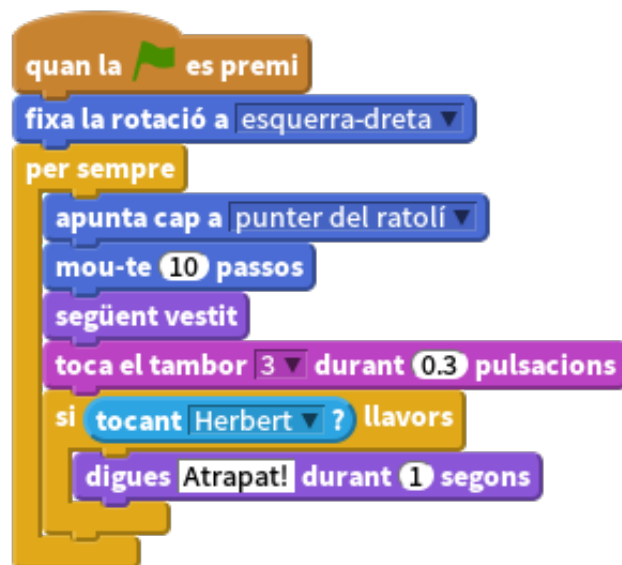 quan la es premi
fixa la rotació a esquerra-dreta
per sempre
apunta cap a punter del ratolí
mou-te 10 passos
següent vestit
toca el tambor 3 durant 0.3 pulsacions
si tocant Herbert ? llavors
digues Atrapat! durant 1 segons